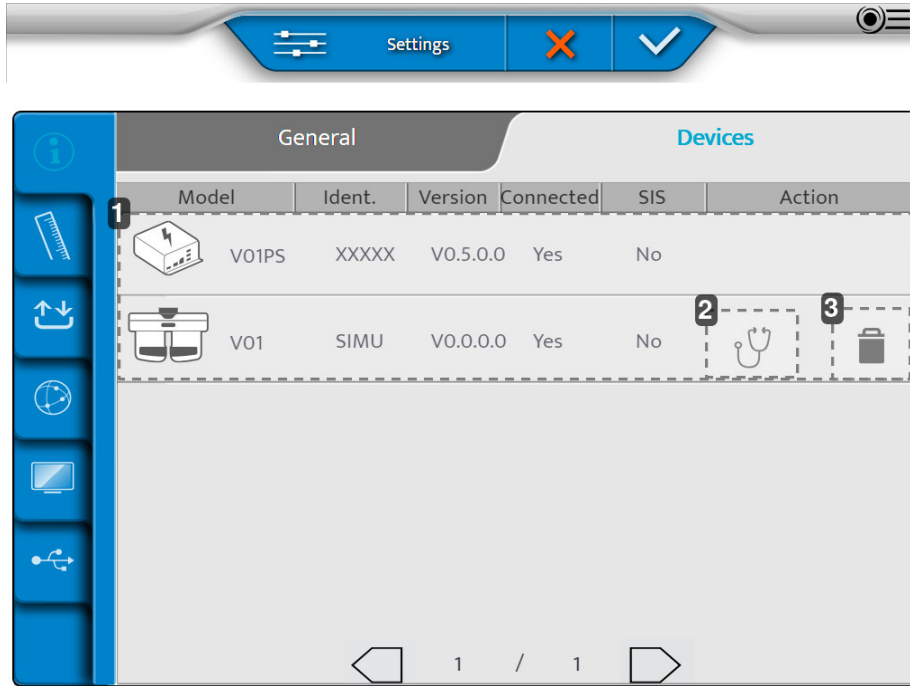 Settings
General Devices
Model Ident. Version Connected SIS Action
1
V01PS XXXXX V0.5.0.0 Yes No
2 3
V01 SIMU V0.0.0.0 Yes No
1 / 1